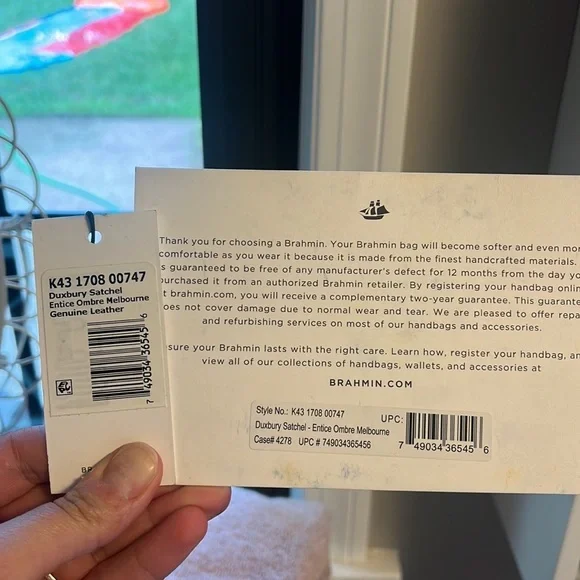 K43 1708 00747
Duxbury Satchel
Entice Ombre Melbourne
Genuine Leather
7 49034 36545 6
Thank you for choosing a Brahmin. Your Brahmin bag will become softer and even
comfortable as you wear it because it is made from the finest handcrafted materials.
s guaranteed to be free of any manufacturer's defect for 12 months from the day
urchased it from an authorized Brahmin retailer. By registering your handbag
t brahmin.com, you will receive a complementary two-year guarantee. This
oes not cover damage due to normal wear and tear. We are pleased to offer
and refurbishing services on most of our handbags and accessories.
sure your Brahmin lasts with the right care. Learn how, register your handbag,
view all of our collections of handbags, wallets, and accessories at
BRAHMIN.COM
Style No.: K43 1708 00747
UPC:
Duxbury Satchel - Entice Ombre Melbourne
Case# 4278 UPC # 749034365456
7 49034 36545 6